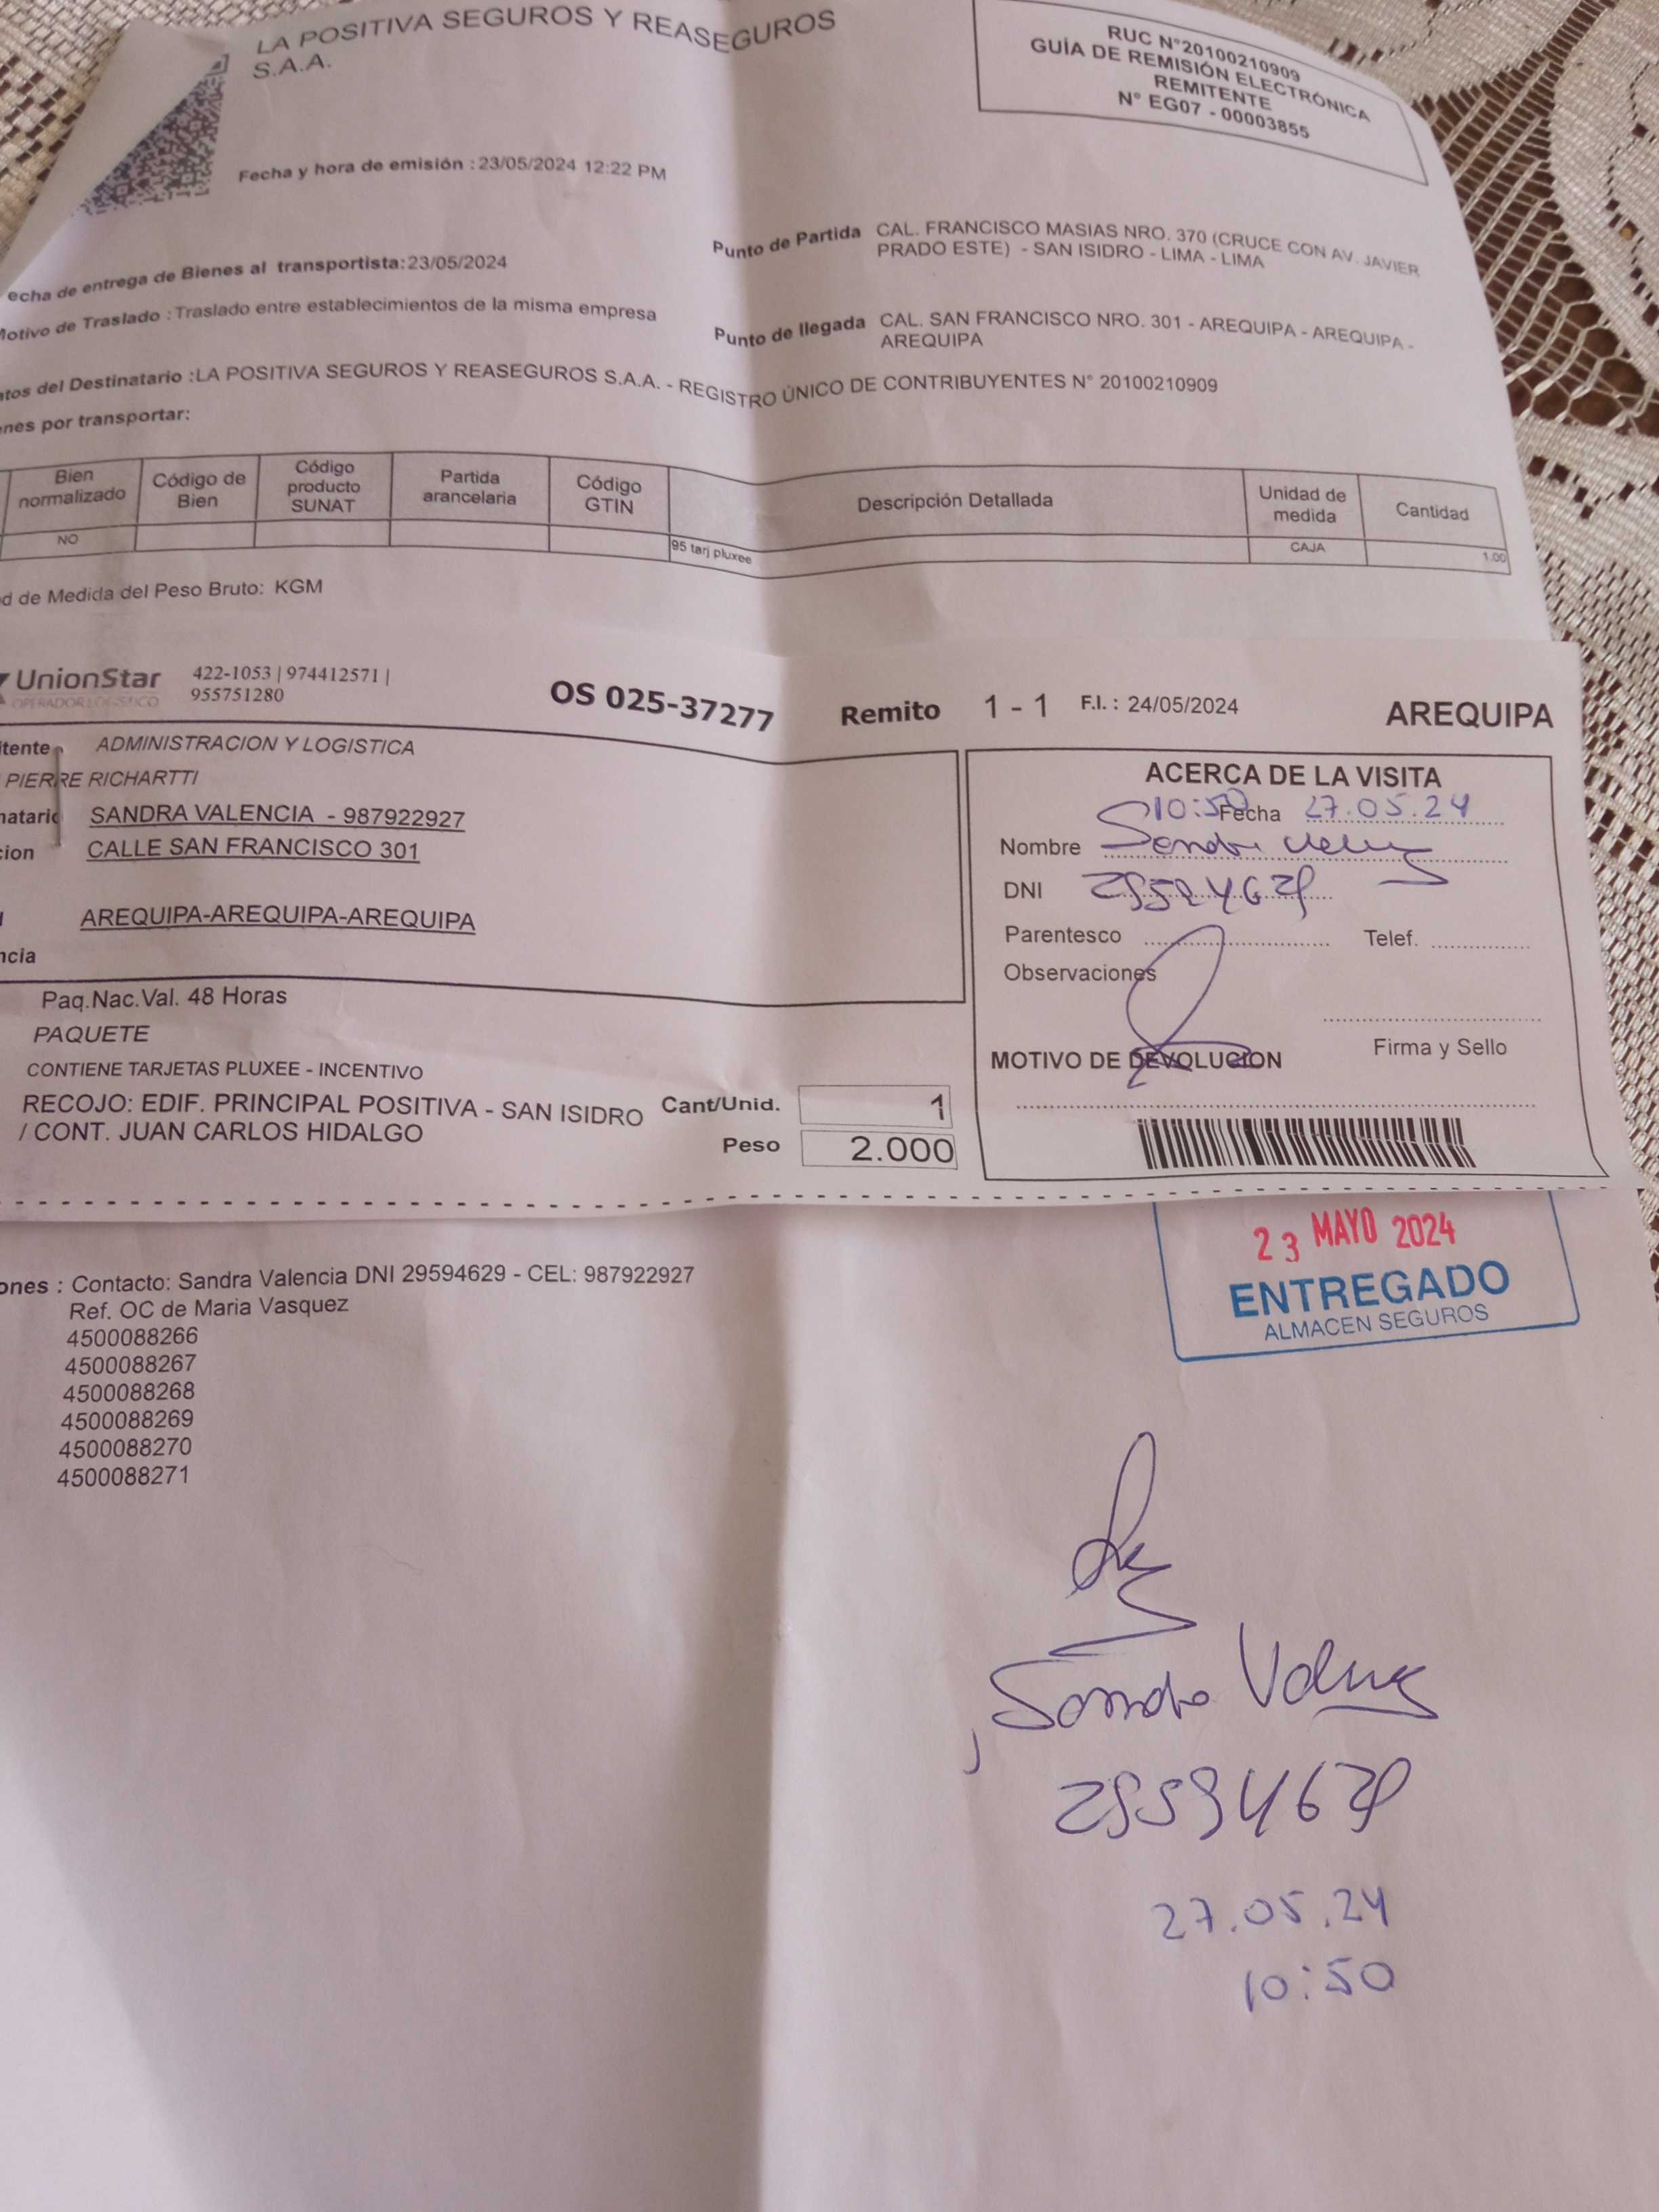 LA POSITIVA SEGUROS Y REASEGUROS
S.A.A.
RUC N°20100210909
GUÍA DE REMISIÓN ELECTRÓNICA
REMITENTE
N° EG07 - 00003855
Fecha y hora de emisión : 23/05/2024 12:22 PM
Punto de Partida CAL. FRANCISCO MASIAS NRO. 370 (CRUCE CON AV. JAVIER
PRADO ESTE) - SAN ISIDRO - LIMA - LIMA
echa de entrega de Bienes al transportista:23/05/2024
Motivo de Traslado : Traslado entre establecimientos de la misma empresa
Punto de llegada CAL. SAN FRANCISCO NRO. 301 - AREQUIPA - AREQUIPA -
AREQUIPA
tos del Destinatario :LA POSITIVA SEGUROS Y REASEGUROS S.A.A. - REGISTRO ÚNICO DE CONTRIBUYENTES N° 20100210909
nes por transportar:
Bien normalizado Código de Bien Código producto SUNAT Partida arancelaria Código GTIN Descripción Detallada Unidad de medida Cantidad
NO 95 tarj pluxee CAJA 1.00
d de Medida del Peso Bruto: KGM
UnionStar 422-1053 | 974412571 |
OPERADOR LOGISTICO 955751280
OS 025-37277 Remito 1 - 1 F.I. : 24/05/2024 AREQUIPA
tente ADMINISTRACION Y LOGISTICA
PIERRE RICHARTTI
natario SANDRA VALENCIA - 987922927
cion CALLE SAN FRANCISCO 301
AREQUIPA-AREQUIPA-AREQUIPA
ncia
Paq.Nac.Val. 48 Horas
PAQUETE
CONTIENE TARJETAS PLUXEE - INCENTIVO
RECOJO: EDIF. PRINCIPAL POSITIVA - SAN ISIDRO
/ CONT. JUAN CARLOS HIDALGO
Cant/Unid. 1
Peso 2.000
ACERCA DE LA VISITA
10:50 Fecha 27.05.24
Nombre Sandra
DNI
Parentesco Telef.
Observaciones
Firma y Sello
MOTIVO DE DEVOLUCION
23 MAYO 2024
ENTREGADO
ALMACEN SEGUROS
ones : Contacto: Sandra Valencia DNI 29594629 - CEL: 987922927
Ref. OC de Maria Vasquez
4500088266
4500088267
4500088268
4500088269
4500088270
4500088271
Sandra
29594629
27.05.24
10:50